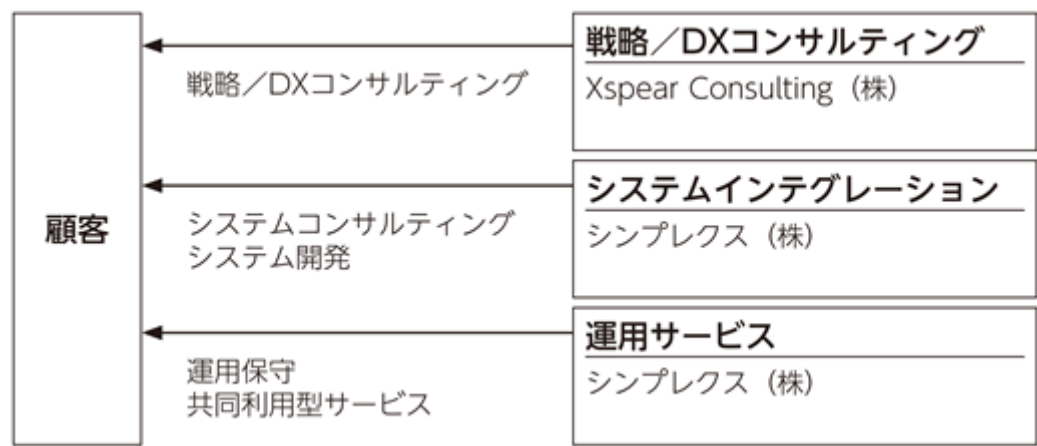 顧客
戦略／DXコンサルティング
戦略／DXコンサルティング
Xspear Consulting（株）
システムコンサルティング
システム開発
システムインテグレーション
シンプレクス（株）
運用保守
共同利用型サービス
運用サービス
シンプレクス（株）